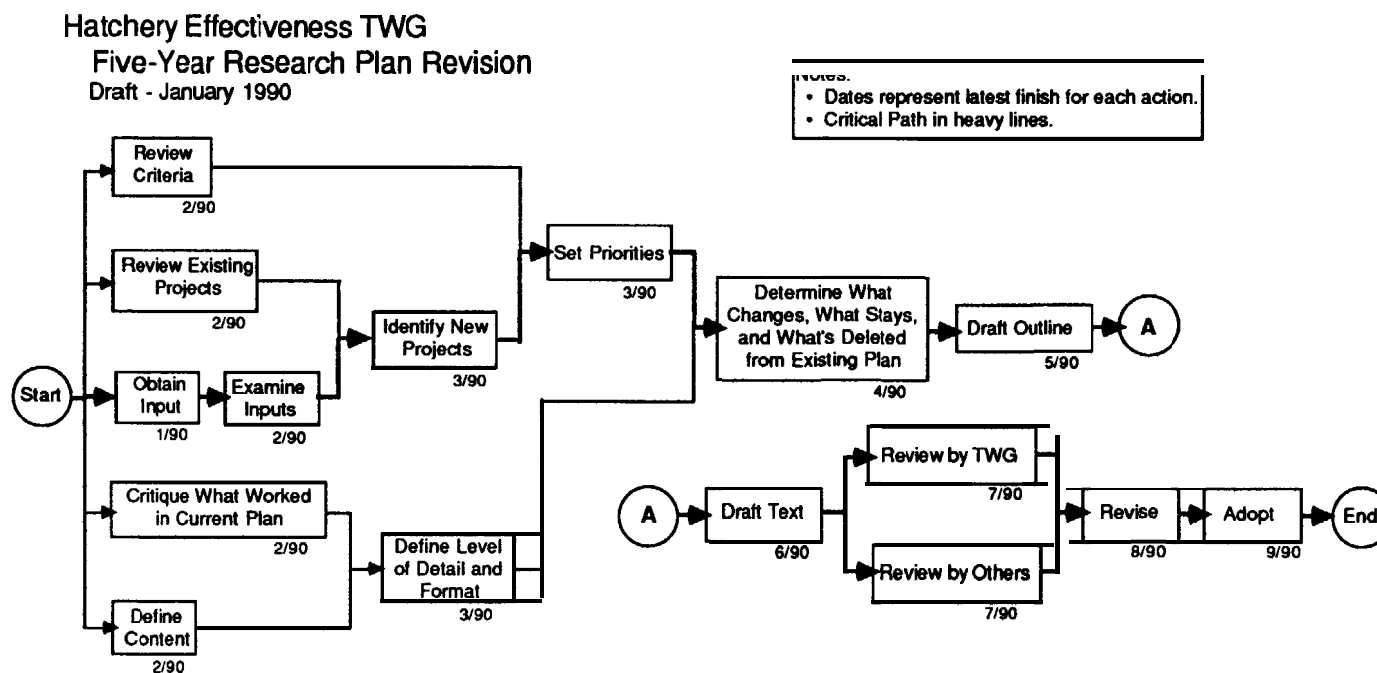 Hatchery Effectiveness TWG
Five-Year Research Plan Revision
Draft - January 1990
Notes:
• Dates represent latest finish for each action.
• Critical Path in heavy lines.
Review
Criteria
2/90
Review Existing
Projects
2/90
Set Priorities
3/90
Identify New
Projects
3/90
Determine What
Changes, What Stays,
and What's Deleted
from Existing Plan
4/90
Draft Outline
5/90
A
Start
Obtain
Input
1/90
Examine
Inputs
2/90
Critique What Worked
in Current Plan
2/90
Define Level
of Detail and
Format
3/90
Define
Content
2/90
A
Draft Text
6/90
Review by TWG
7/90
Review by Others
7/90
Revise
8/90
Adopt
9/90
End